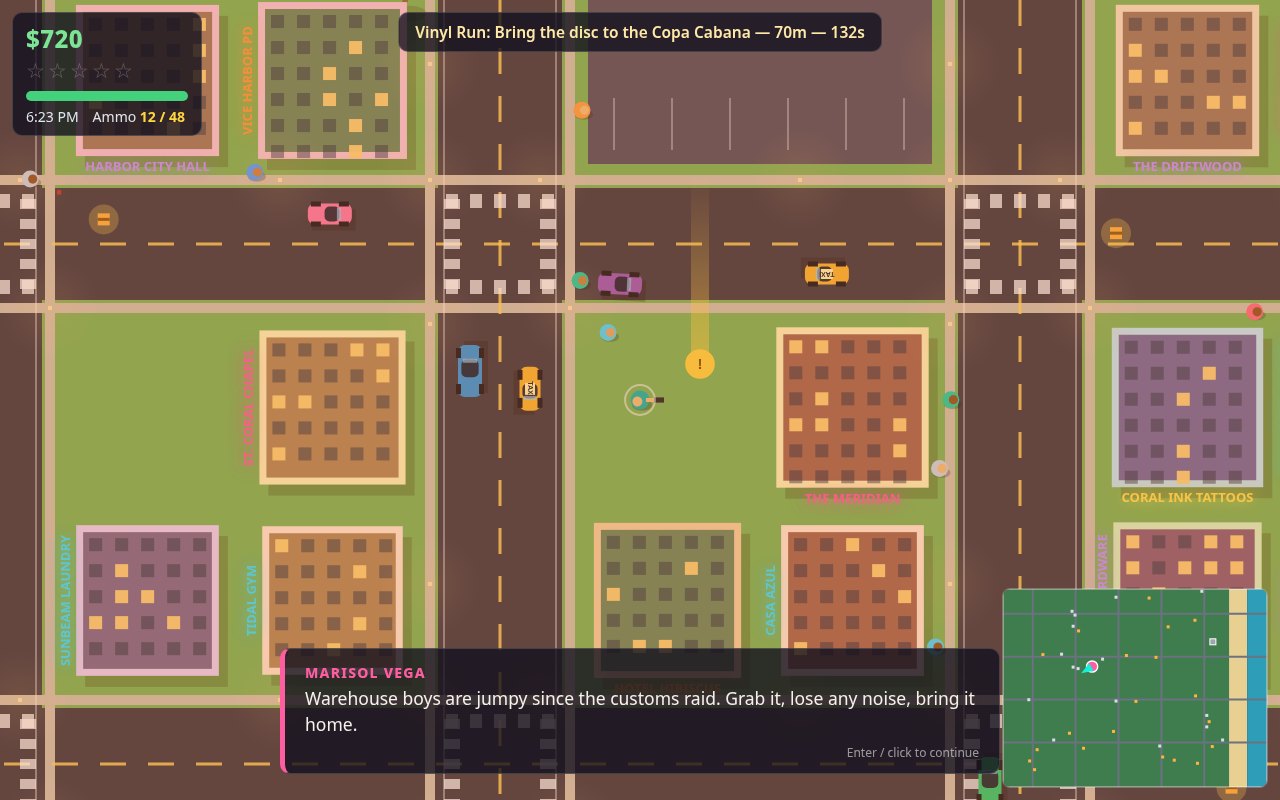 $720
☆☆☆☆☆
6:23 PM Ammo 12 / 48
Vinyl Run: Bring the disc to the Copa Cabana — 70m — 132s
VICE HARBOR PD
HARBOR CITY HALL
THE DRIFTWOOD
TAXI
!
TAXI
THE MERIDIAN
CORAL INK TATTOOS
SUNBEAM LAUNDRY
TIDAL GYM
CASA AZUL
RDWARE
MARISOL VEGA
Warehouse boys are jumpy since the customs raid. Grab it, lose any noise, bring it
home.
Enter / click to continue